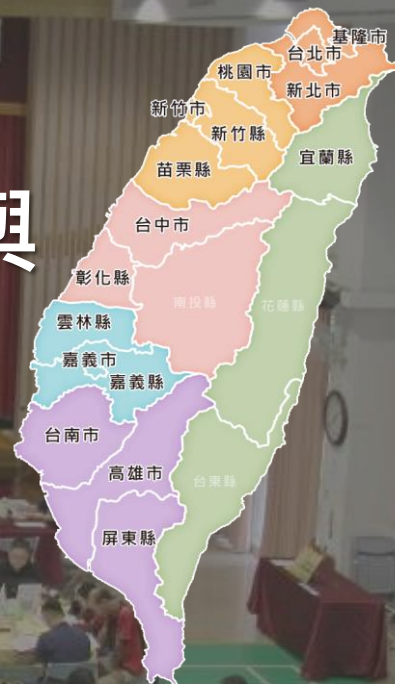 基隆市
台北市
桃園市
新北市
新竹市
新竹縣
宜蘭縣
苗栗縣
與
台中市
彰化縣
南投縣
花蓮縣
雲林縣
嘉義市
嘉義縣
台南市
高雄市
台東縣
屏東縣